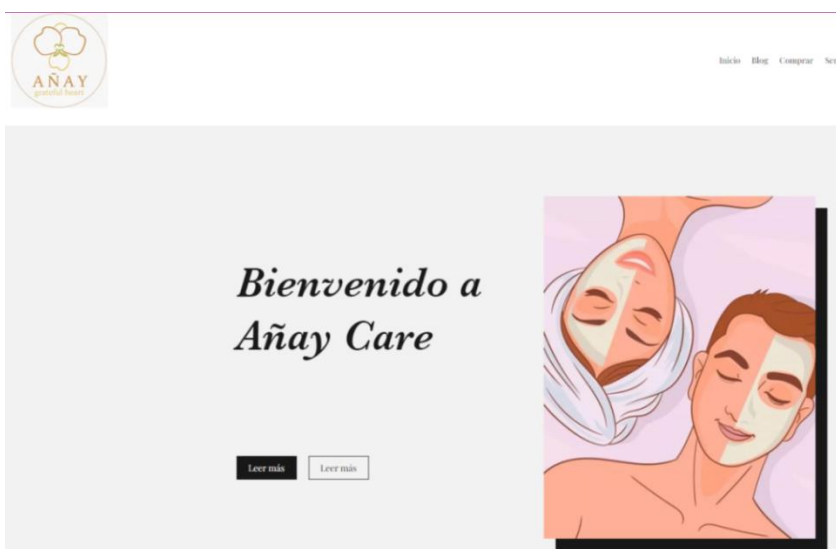 AÑAY
grateful heart
Inicio Blog Comprar
Bienvenido a
Añay Care
Leer más Leer más